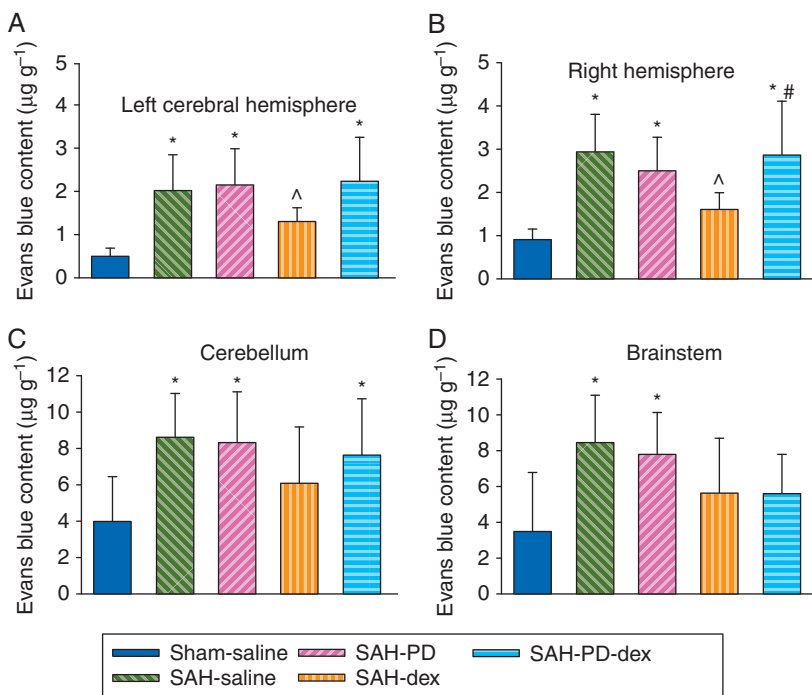 A
Evans blue content (µg g⁻¹)
5
4
3
2
1
0
Left cerebral hemisphere
*
*
^
*
B
Evans blue content (µg g⁻¹)
5
4
3
2
1
0
Right hemisphere
*
*
^
* #
C
Evans blue content (µg g⁻¹)
12
10
8
6
4
2
0
Cerebellum
*
*
*
D
Evans blue content (µg g⁻¹)
12
10
8
6
4
2
0
Brainstem
*
*
Sham-saline
SAH-PD
SAH-PD-dex
SAH-saline
SAH-dex